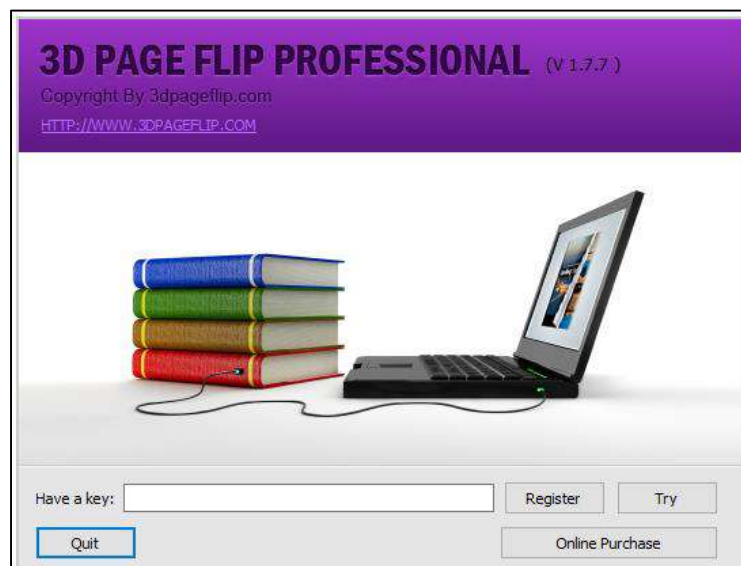 3D PAGE FLIP PROFESSIONAL (V 1.7.7 )
Copyright By 3dpageflip.com
HTTP://WWW.3DPAGEFLIP.COM
Have a key: Register Try
Quit Online Purchase